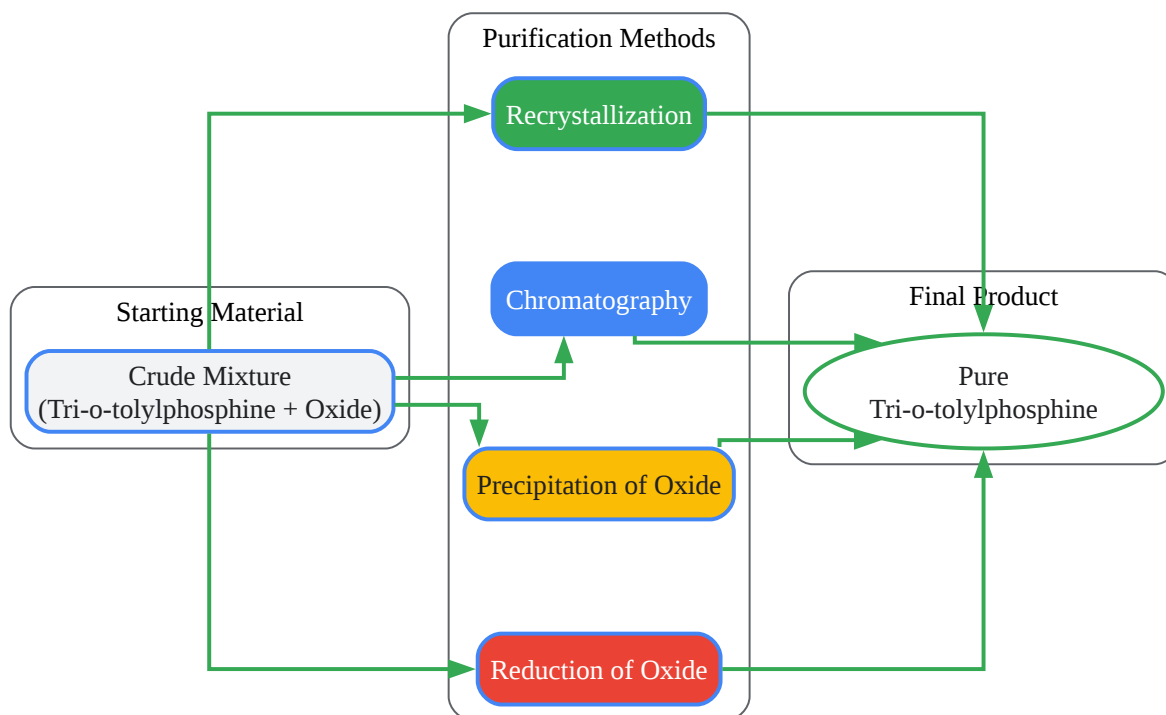 Purification Methods
Recrystallization
Chromatography
Precipitation of Oxide
Reduction of Oxide
Starting Material
Crude Mixture
(Tri-o-tolylphosphine + Oxide)
Final Product
Pure
Tri-o-tolylphosphine